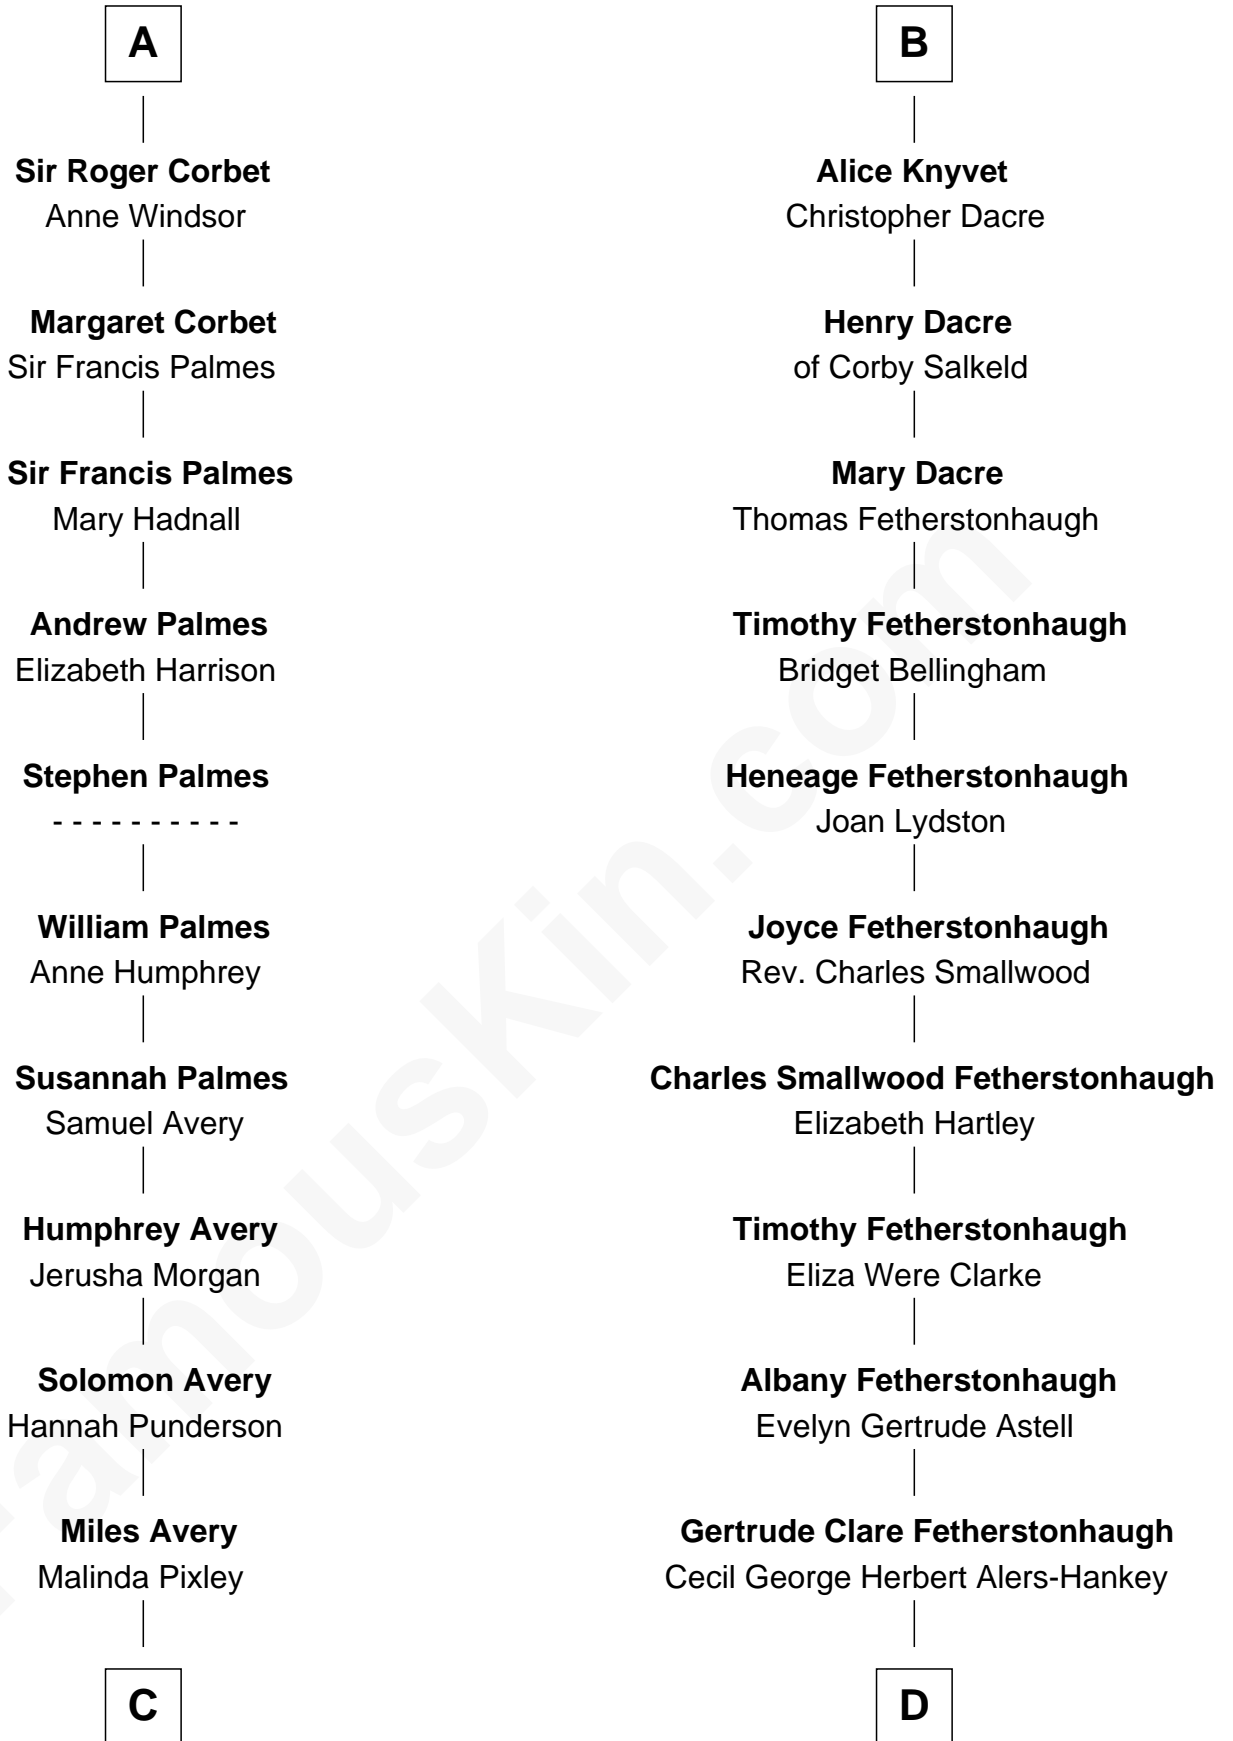 A
Sir Roger Corbet
Anne Windsor
Margaret Corbet
Sir Francis Palmes
Sir Francis Palmes
Mary Hadnall
Andrew Palmes
Elizabeth Harrison
Stephen Palmes
- - - - - - - - - -
William Palmes
Anne Humphrey
Susannah Palmes
Samuel Avery
Humphrey Avery
Jerusha Morgan
Solomon Avery
Hannah Punderson
Miles Avery
Malinda Pixley
C
B
Alice Knyvet
Christopher Dacre
Henry Dacre
of Corby Salkeld
Mary Dacre
Thomas Fetherstonhaugh
Timothy Fetherstonhaugh
Bridget Bellingham
Heneage Fetherstonhaugh
Joan Lydston
Joyce Fetherstonhaugh
Rev. Charles Smallwood
Charles Smallwood Fetherstonhaugh
Elizabeth Hartley
Timothy Fetherstonhaugh
Eliza Were Clarke
Albany Fetherstonhaugh
Evelyn Gertrude Astell
Gertrude Clare Fetherstonhaugh
Cecil George Herbert Alers-Hankey
D
FamousKin.com